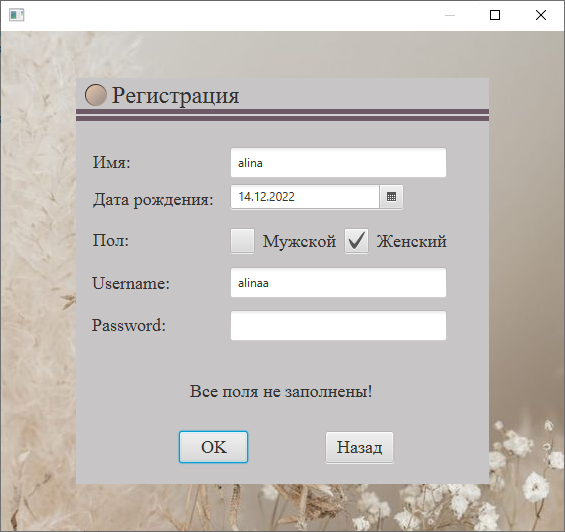 Регистрация
Имя: alina
Дата рождения: 14.12.2022
Пол: Мужской Женский
Username: alinaa
Password:
Все поля не заполнены!
OK Назад